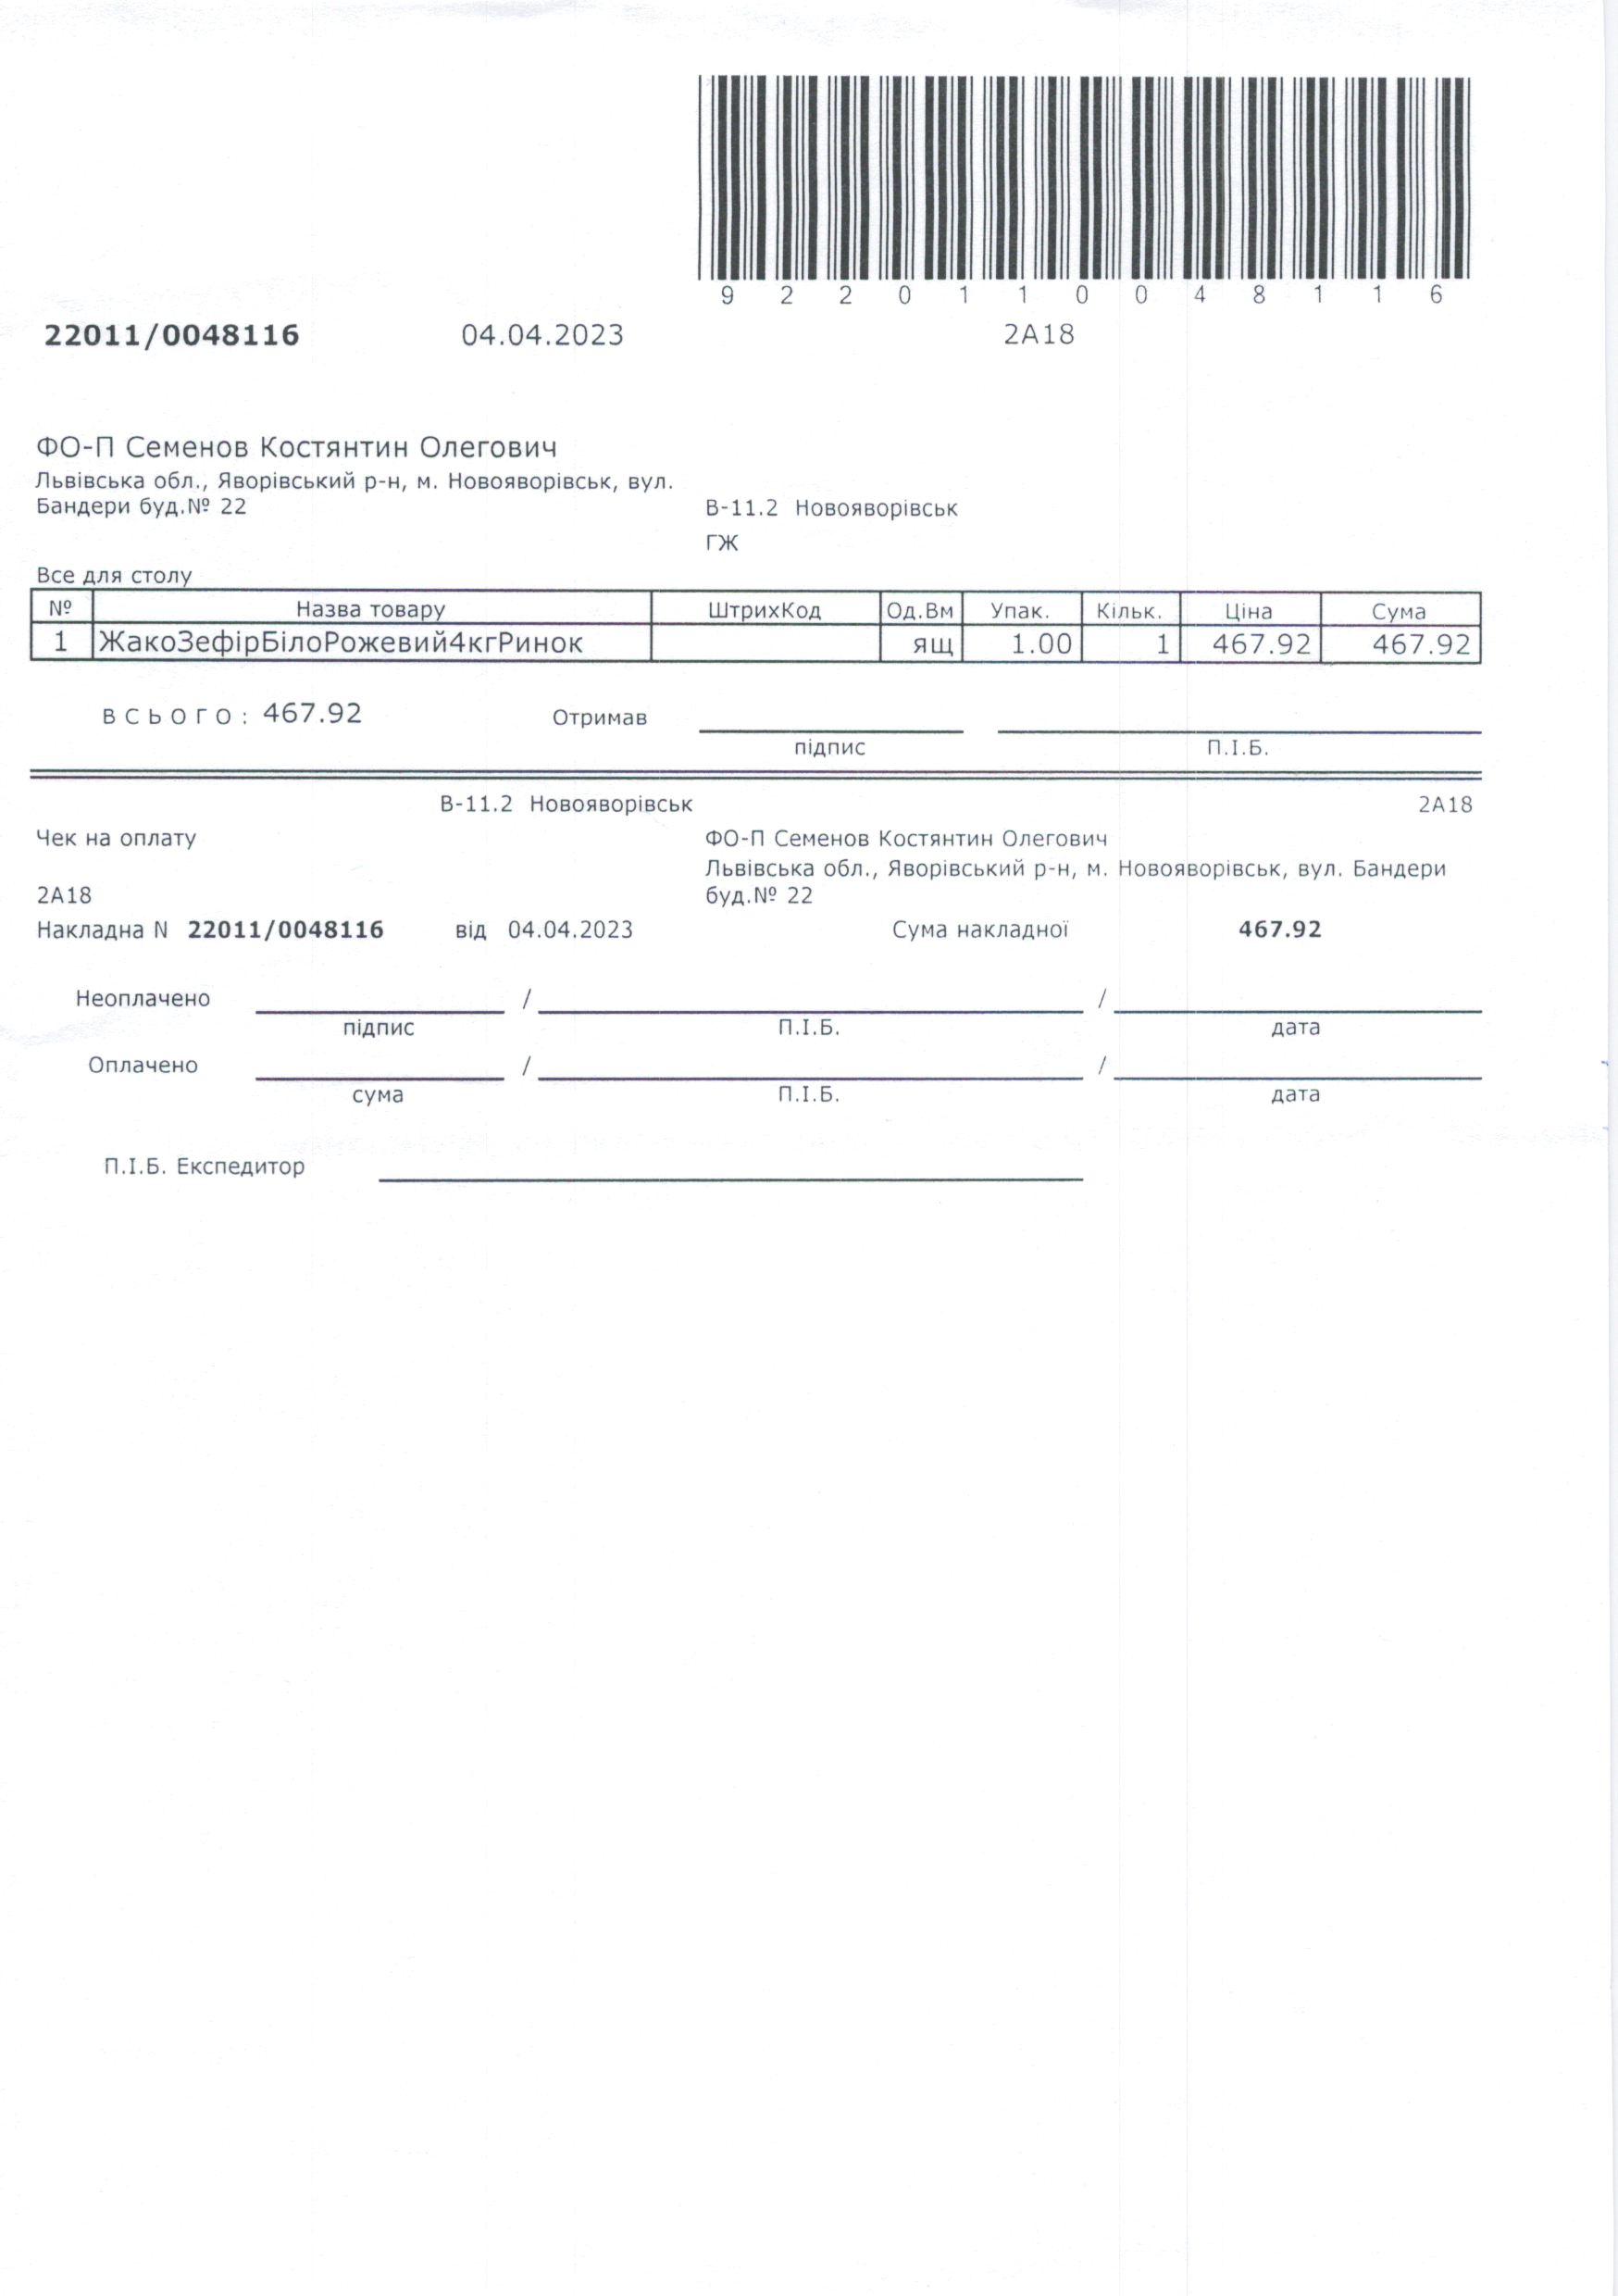 9 2 2 0 1 1 0 0 4 8 1 1 6
22011/0048116 04.04.2023 2А18
ФО-П Семенов Костянтин Олегович
Львівська обл., Яворівський р-н, м. Новояворівськ, вул.
Бандери буд.№ 22
В-11.2 Новояворівськ
ГЖ
Все для столу
№ Назва товару ШтрихКод Од.Вм Упак. Кільк. Ціна Сума
1 ЖакоЗефірБілоРожевий4кгРинок ящ 1.00 1 467.92 467.92
всього: 467.92 Отримав
підпис П.І.Б.
В-11.2 Новояворівськ 2А18
Чек на оплату ФО-П Семенов Костянтин Олегович
Львівська обл., Яворівський р-н, м. Новояворівськ, вул. Бандери
2А18 буд.№ 22
Накладна N 22011/0048116 від 04.04.2023 Сума накладної 467.92
Неоплачено / /
підпис П.І.Б. дата
Оплачено / /
сума П.І.Б. дата
П.І.Б. Експедитор